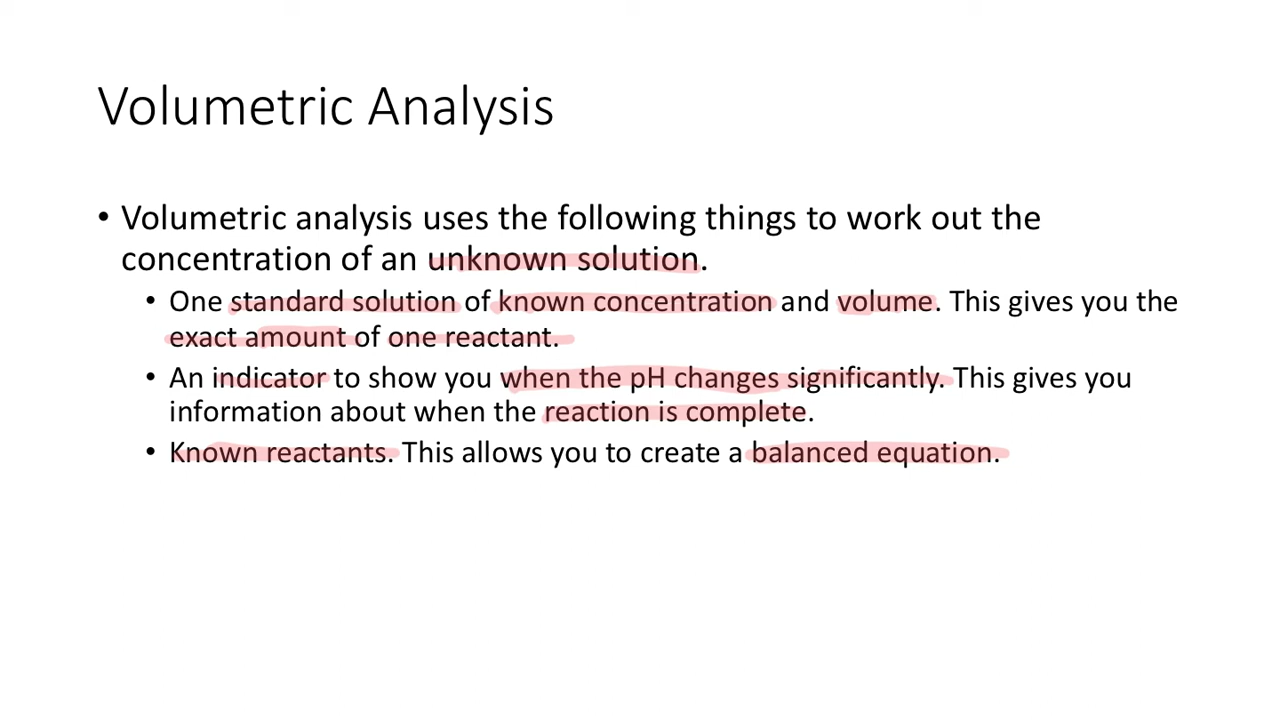 Volumetric Analysis
• Volumetric analysis uses the following things to work out the
concentration of an unknown solution.
• One standard solution of known concentration and volume. This gives you the
exact amount of one reactant.
• An indicator to show you when the pH changes significantly. This gives you
information about when the reaction is complete.
• Known reactants. This allows you to create a balanced equation.